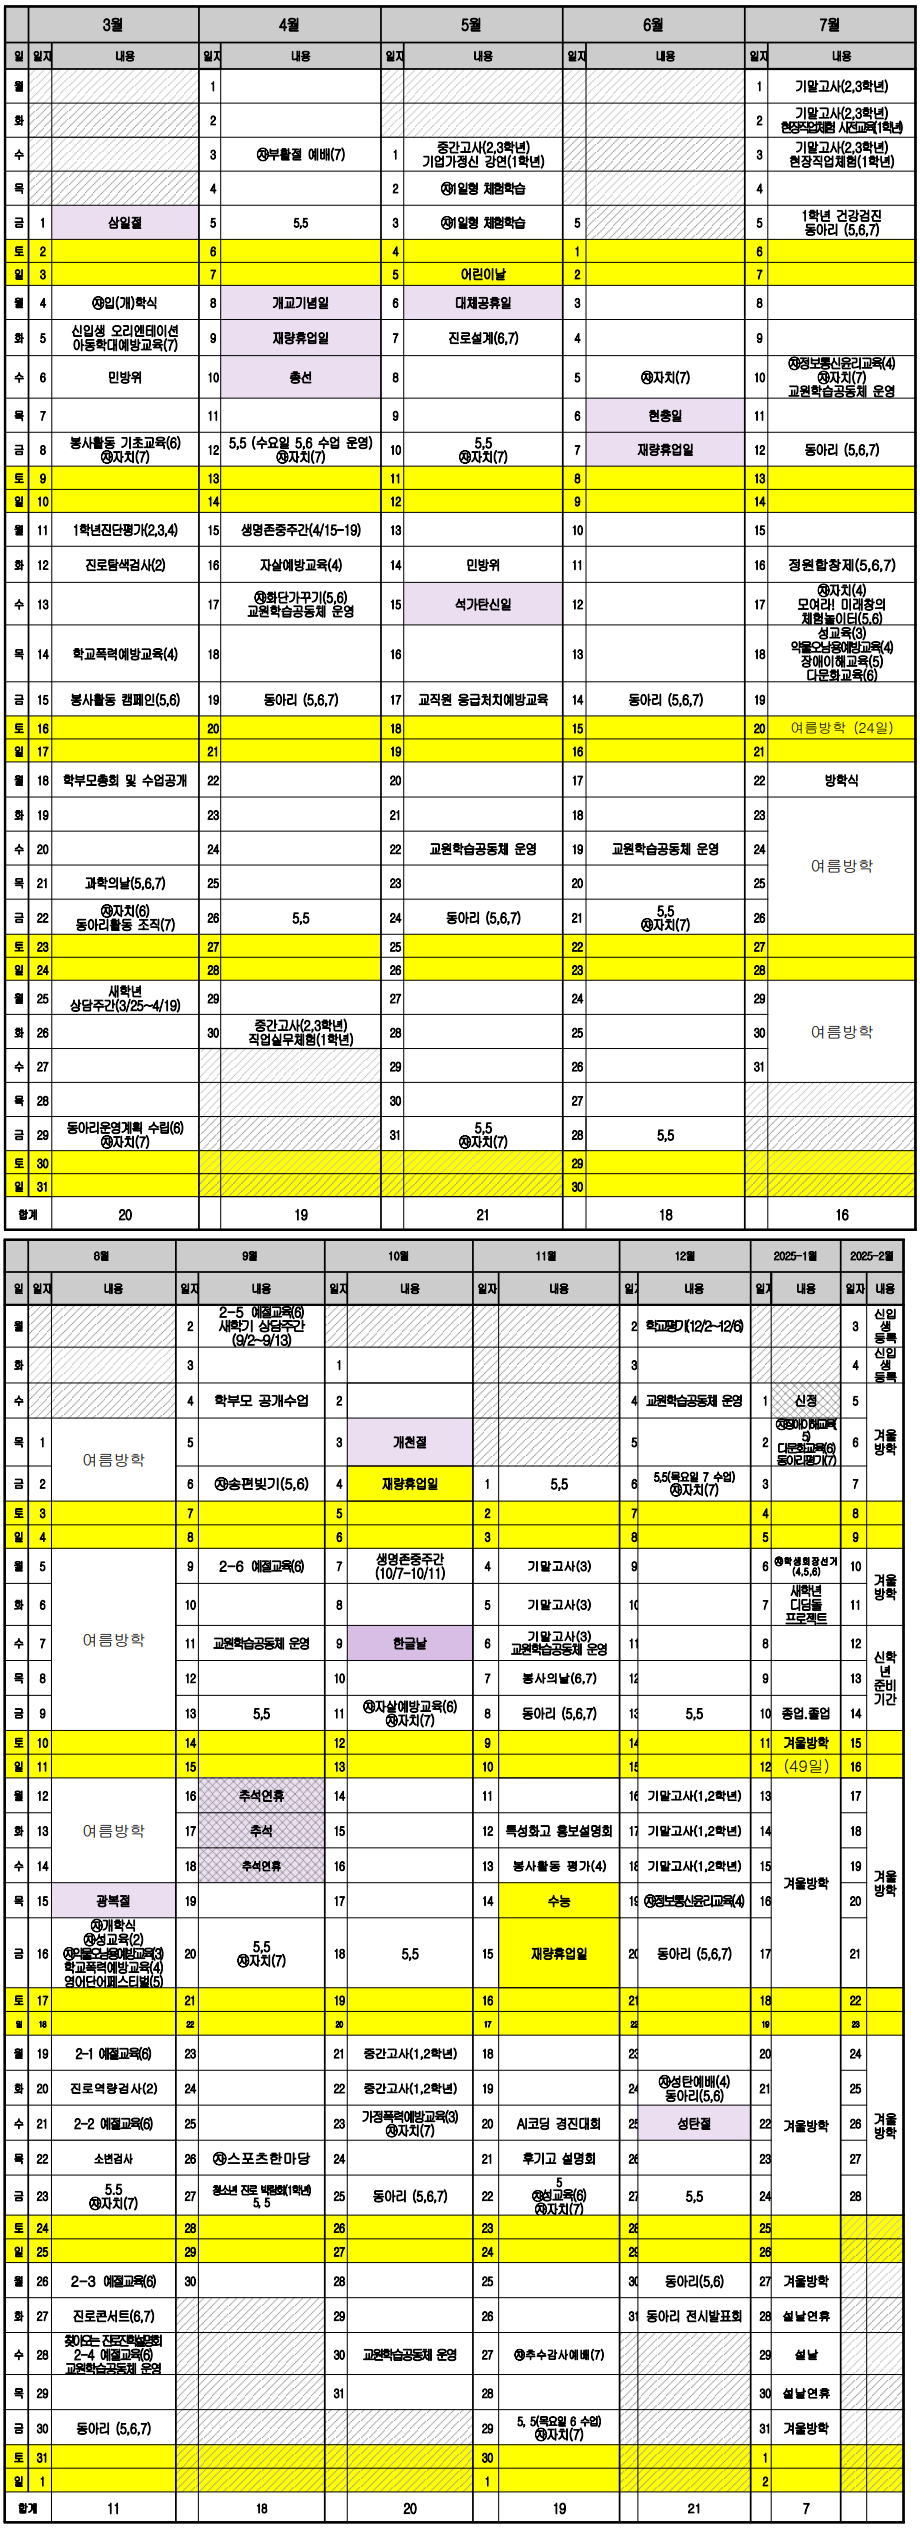 3월 4월 5월 6월 7월
일 일자 내용 일자 내용 일자 내용 일자 내용 일자 내용
월 1 1 기말고사(2,3학년)
화 2 2 기말고사(2,3학년)
현장직업체험 사전교육(1학년)
수 3 ㉶부활절 예배(7) 1 중간고사(2,3학년) 3 기말고사(2,3학년)
기업가정신 강연(1학년) 현장직업체험(1학년)
목 4 2 ㉶1일형 체험학습 4
금 1 삼일절 5 5,5 3 ㉶1일형 체험학습 5 5 1학년 건강검진
동아리 (5,6,7)
토 2 6 4 1 6
일 3 7 5 어린이날 2 7
월 4 ㉶입(개)학식 8 개교기념일 6 대체공휴일 3 8
화 5 신입생 오리엔테이션 9 재량휴업일 7 진로설계(6,7) 4 9
아동학대예방교육(7)
수 6 민방위 10 총선 8 5 ㉶자치(7) 10 ㉶정보통신윤리교육(4)
㉶자치(7)
교원학습공동체 운영
목 7 11 9 6 현충일 11
금 8 봉사활동 기초교육(6) 12 5,5 (수요일 5,6 수업 운영) 10 5,5 7 재량휴업일 12 동아리 (5,6,7)
㉶자치(7) ㉶자치(7) ㉶자치(7)
토 9 13 11 8 13
일 10 14 12 9 14
월 11 1학년진단평가(2,3,4) 15 생명존중주간(4/15-19) 13 10 15
화 12 진로탐색검사(2) 16 자살예방교육(4) 14 민방위 11 16 정원합창제(5,6,7)
수 13 17 ㉶화단가꾸기(5,6) 15 석가탄신일 12 17 ㉶자치(4)
교원학습공동체 운영 모여라! 미래창의
체험놀이터(5,6)
목 14 학교폭력예방교육(4) 18 16 13 18 성교육(3)
약물오남용예방교육(4)
장애이해교육(5)
다문화교육(6)
금 15 봉사활동 캠페인(5,6) 19 동아리 (5,6,7) 17 교직원 응급처치예방교육 14 동아리 (5,6,7) 19
토 16 20 18 15 20 여름방학 (24일)
일 17 21 19 16 21
월 18 학부모총회 및 수업공개 22 20 17 22 방학식
화 19 23 21 18 23
수 20 24 22 교원학습공동체 운영 19 교원학습공동체 운영 24 여름방학
목 21 과학의날(5,6,7) 25 23 20 25
금 22 ㉶자치(6) 26 5,5 24 동아리 (5,6,7) 21 5,5 26
동아리활동 조직(7) ㉶자치(7)
토 23 27 25 22 27
일 24 28 26 23 28
월 25 새학년 29 27 24 29
상담주간(3/25~4/19)
화 26 30 중간고사(2,3학년) 28 25 30 여름방학
직업실무체험(1학년)
수 27 29 26 31
목 28 30 27
금 29 동아리운영계획 수립(6) 31 5,5 28 5,5
㉶자치(7) ㉶자치(7)
토 30 29
일 31 30
합계 20 19 21 18 16
8월 9월 10월 11월 12월 2025-1월 2025-2월
일 일자 내용 일자 내용 일자 내용 일자 내용 일자 내용 일자 내용 일자 내용
월 2 2-5 예절교육(6) 2 학교평가(12/2~12/6) 3 신입생 등록
새학기 상담주간
(9/2~9/13)
화 3 1 3 4 신입생 등록
수 4 학부모 공개수업 2 4 교원학습공동체 운영 1 신정 5
목 1 여름방학 5 3 개천절 5 2 ㉶장애이해교육(5) 6 겨울방학
다문화교육(6)
동아리평가(7)
금 2 6 ㉶송편빚기(5,6) 4 재량휴업일 1 5,5 6 5,5(목요일 7 수업) 3 7
㉶자치(7)
토 3 7 5 2 7 4 8
일 4 8 6 3 8 5 9
월 5 9 2-6 예절교육(6) 7 생명존중주간 4 기말고사(3) 9 6 ㉶학생회장선거 10 겨울방학
(10/7-10/11) (4,5,6)
화 6 10 8 5 기말고사(3) 10 7 새학년 11
디딤돌
프로젝트
수 7 여름방학 11 교원학습공동체 운영 9 한글날 6 기말고사(3) 11 8 12 신학년 준비기간
교원학습공동체 운영
목 8 12 10 7 봉사의날(6,7) 12 9 13
금 9 13 5,5 11 ㉶자살예방교육(6) 8 동아리 (5,6,7) 13 5,5 10 종업.졸업 14
㉶자치(7)
토 10 14 12 9 14 11 겨울방학 15
일 11 15 13 10 15 12 (49일) 16
월 12 16 추석연휴 14 11 16 기말고사(1,2학년) 13 17
화 13 여름방학 17 추석 15 12 특성화고 홍보설명회 17 기말고사(1,2학년) 14 18
수 14 18 추석연휴 16 13 봉사활동 평가(4) 18 기말고사(1,2학년) 15 겨울방학 19 겨울방학
목 15 광복절 19 17 14 수능 19 ㉶정보통신윤리교육(4) 16 20
금 16 ㉶개학식 20 5,5 18 5,5 15 재량휴업일 20 동아리 (5,6,7) 17 21
㉶성교육(2) ㉶자치(7)
㉶약물오남용예방교육(3)
학교폭력예방교육(4)
영어단어페스티벌(5)
토 17 21 19 16 21 18 22
일 18 22 20 17 22 19 23
월 19 2-1 예절교육(6) 23 21 중간고사(1,2학년) 18 23 20 24
화 20 진로역량검사(2) 24 22 중간고사(1,2학년) 19 24 ㉶성탄예배(4) 21 25
동아리(5,6)
수 21 2-2 예절교육(6) 25 23 가정폭력예방교육(3) 20 AI코딩 경진대회 25 성탄절 22 겨울방학 26 겨울방학
㉶자치(7)
목 22 소변검사 26 ㉶스포츠한마당 24 21 후기고 설명회 26 23 27
금 23 5.5 27 청소년 진로 박람회(1학년) 25 동아리 (5,6,7) 22 5 27 5,5 24 28
㉶자치(7) 5, 5 ㉶성교육(6)
㉶자치(7)
토 24 28 26 23 28 25
일 25 29 27 24 29 26
월 26 2-3 예절교육(6) 30 28 25 30 동아리(5,6) 27 겨울방학
화 27 진로콘서트(6,7) 29 26 31 동아리 전시발표회 28 설날연휴
수 28 찾아오는 진로진학설명회 30 교원학습공동체 운영 27 ㉶추수감사예배(7) 29 설날
2-4 예절교육(6)
교원학습공동체 운영
목 29 31 28 30 설날연휴
금 30 동아리 (5,6,7) 29 5, 5(목요일 6 수업) 31 겨울방학
㉶자치(7)
토 31 30 1
일 1 1 2
합계 11 18 20 19 21 7